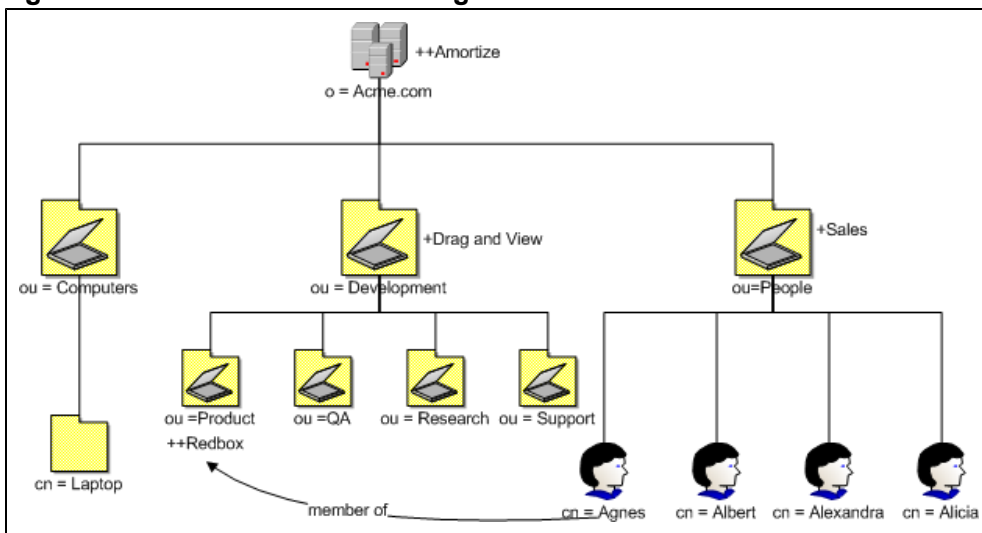 ++Amortize
o = Acme.com
+Drag and View
+Sales
ou = Computers
ou = Development
ou=People
ou =Product
ou =QA
ou = Research
ou = Support
++Redbox
cn = Laptop
member of
cn = Agnes
cn = Albert
cn = Alexandra
cn = Alicia